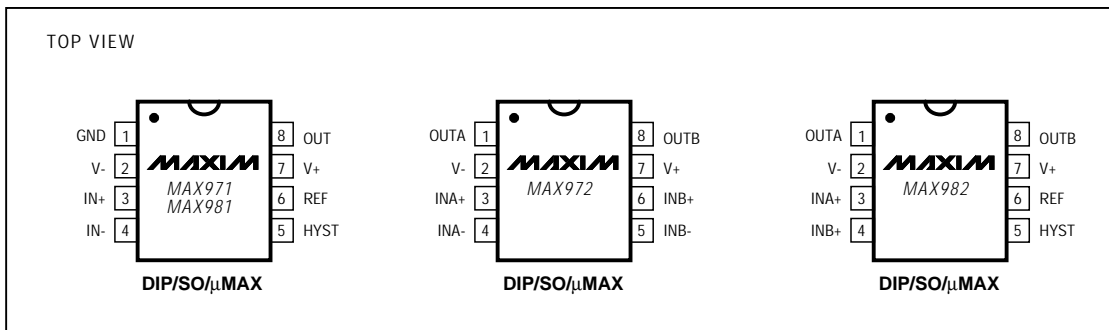 TOP VIEW
GND 1
V- 2
IN+ 3
IN- 4
8 OUT
7 V+
6 REF
5 HYST
MAXIM
MAX971
MAX981
DIP/SO/µMAX
OUTA 1
V- 2
INA+ 3
INA- 4
8 OUTB
7 V+
6 INB+
5 INB-
MAXIM
MAX972
DIP/SO/µMAX
OUTA 1
V- 2
INA+ 3
INB+ 4
8 OUTB
7 V+
6 REF
5 HYST
MAXIM
MAX982
DIP/SO/µMAX